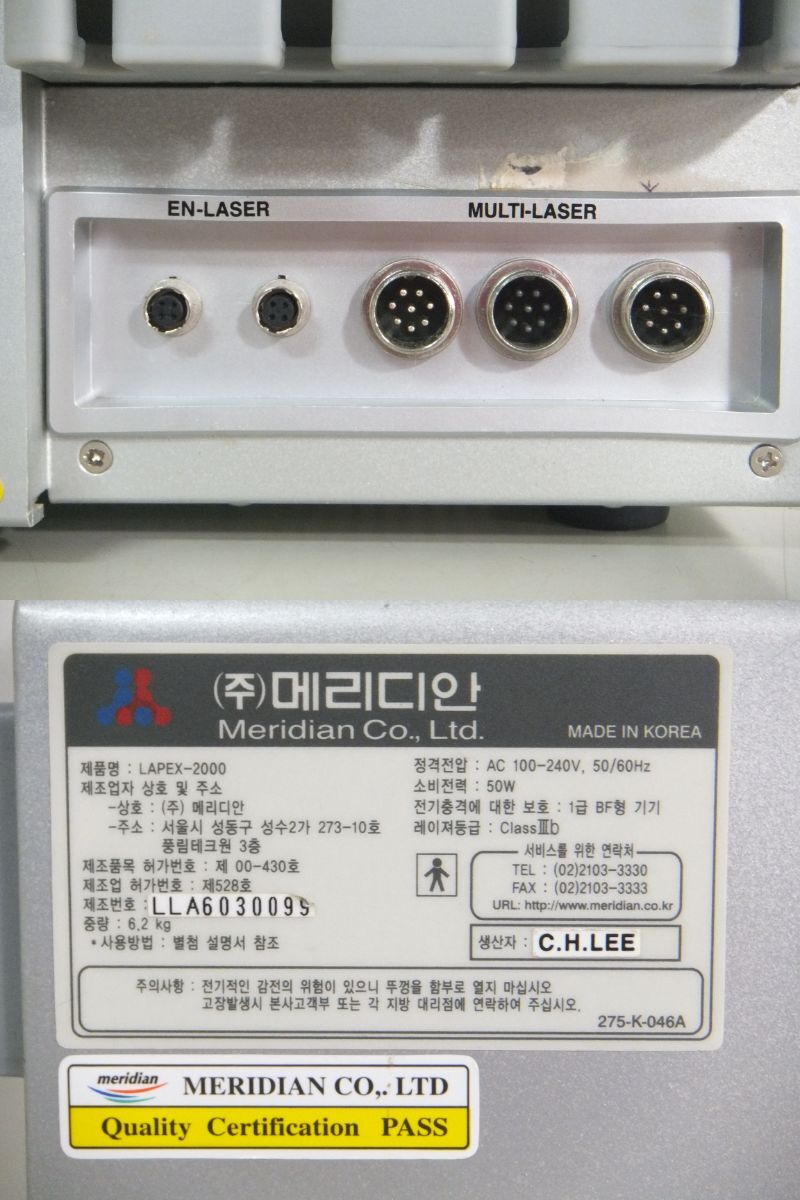 EN-LASER
MULTI-LASER
(주)메리디안
Meridian Co., Ltd.
MADE IN KOREA
제품명 : LAPEX-2000
제조업자 상호 및 주소
-상호 : (주) 메리디안
-주소 : 서울시 성동구 성수2가 273-10호
풍림테크원 3층
제조품목 허가번호 : 제 00-430호
제조업 허가번호 : 제528호
제조번호 : LLA6030099
중량 : 6.2 kg
*사용방법 : 별첨 설명서 참조
정격전압 : AC 100-240V, 50/60Hz
소비전력 : 50W
전기충격에 대한 보호 : 1급 BF형 기기
레이져등급 : ClassⅢb
서비스를 위한 연락처
TEL : (02)2103-3330
FAX : (02)2103-3333
URL: http://www.meridian.co.kr
생산자 : C.H.LEE
주의사항 : 전기적인 감전의 위험이 있으니 뚜껑을 함부로 열지 마십시오
고장발생시 본사고객부 또는 각 지방 대리점에 연락하여 주십시오.
275-K-046A
meridian MERIDIAN CO,. LTD
Quality Certification PASS